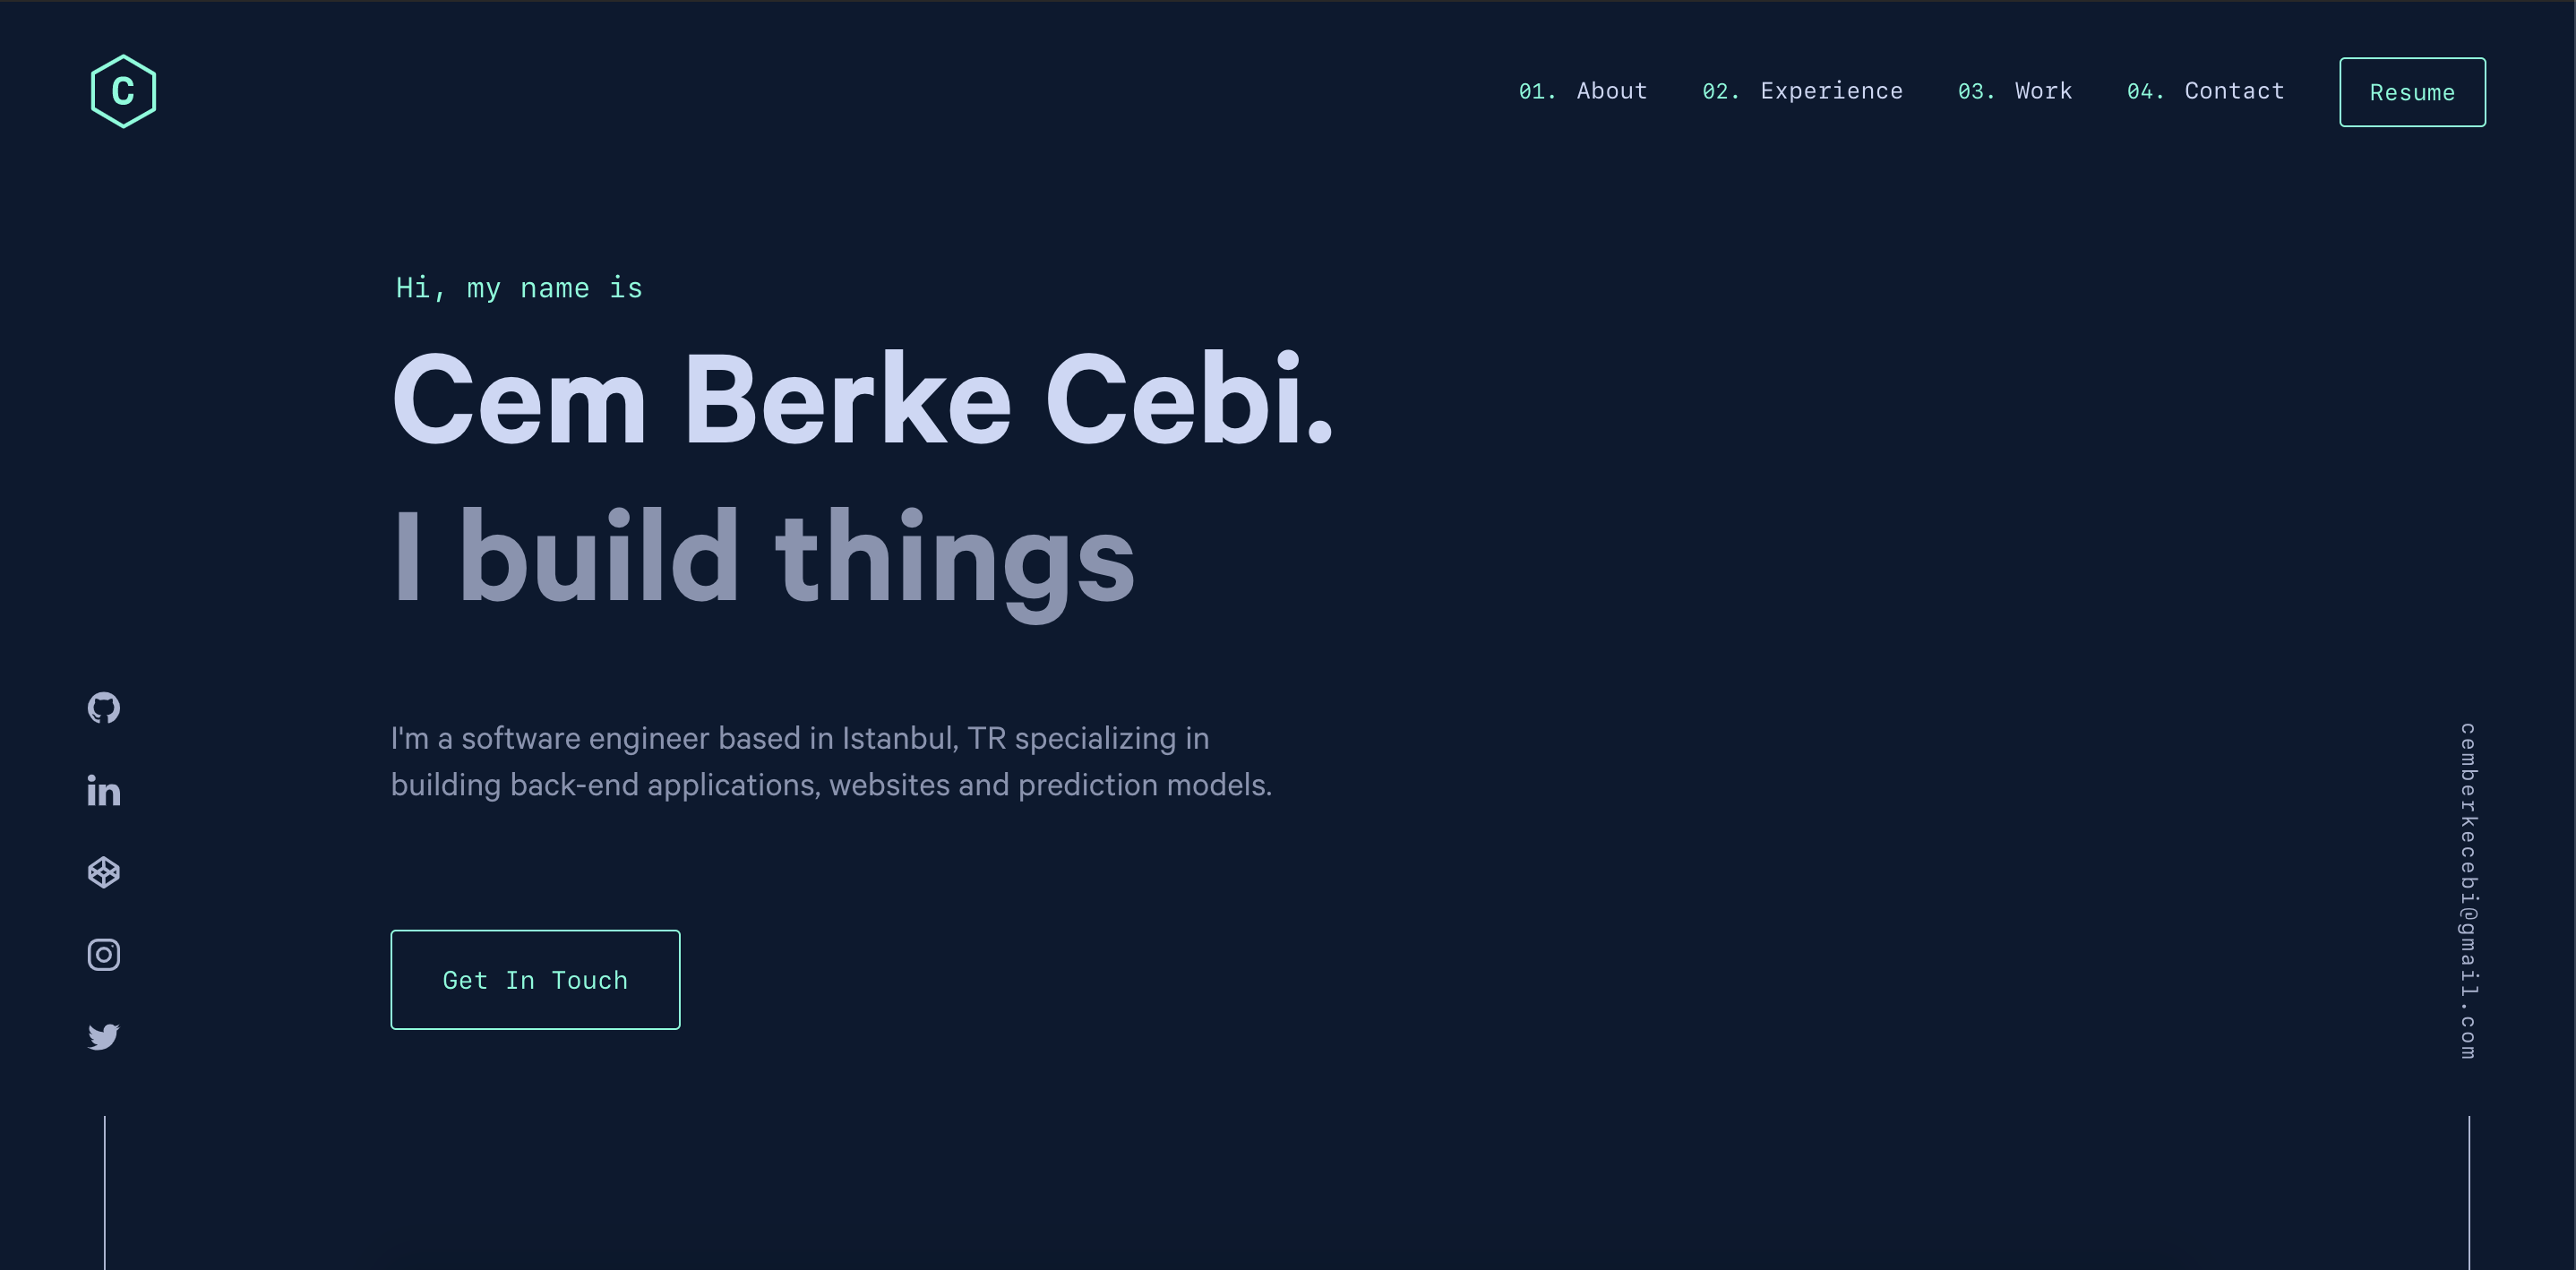 C
01. About 02. Experience 03. Work 04. Contact Resume
Hi, my name is
Cem Berke Cebi.
I build things
I'm a software engineer based in Istanbul, TR specializing in
building back-end applications, websites and prediction models.
Get In Touch
in
cemberkecebi@gmail.com